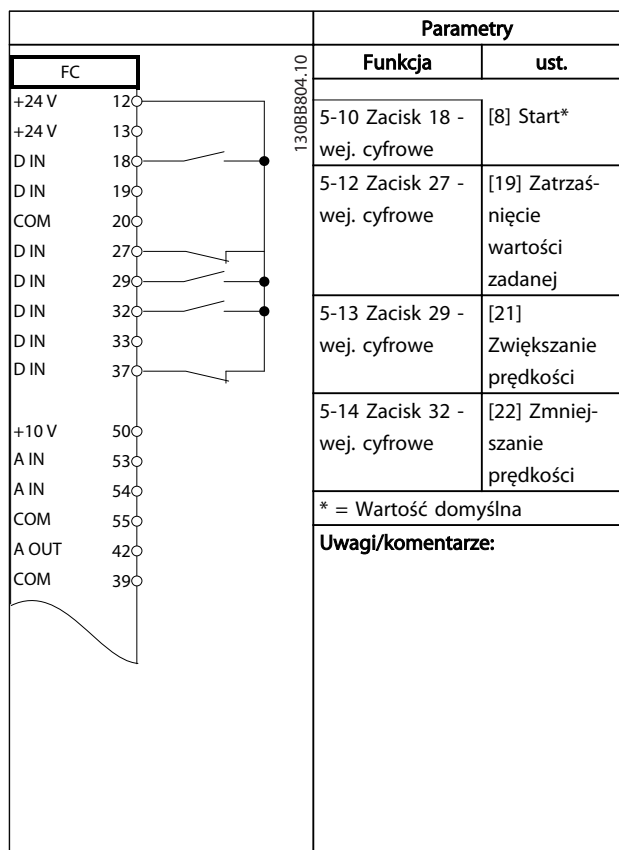 FC
+24 V 12
+24 V 13
D IN 18
D IN 19
COM 20
D IN 27
D IN 29
D IN 32
D IN 33
D IN 37
+10 V 50
A IN 53
A IN 54
COM 55
A OUT 42
COM 39
130BB804.10
Parametry
Funkcja ust.
5-10 Zacisk 18 - [8] Start*
wej. cyfrowe
5-12 Zacisk 27 - [19] Zatrzaś-
wej. cyfrowe nięcie
wartości
zadanej
5-13 Zacisk 29 - [21]
wej. cyfrowe Zwiększanie
prędkości
5-14 Zacisk 32 - [22] Zmniej-
wej. cyfrowe szanie
prędkości
* = Wartość domyślna
Uwagi/komentarze: